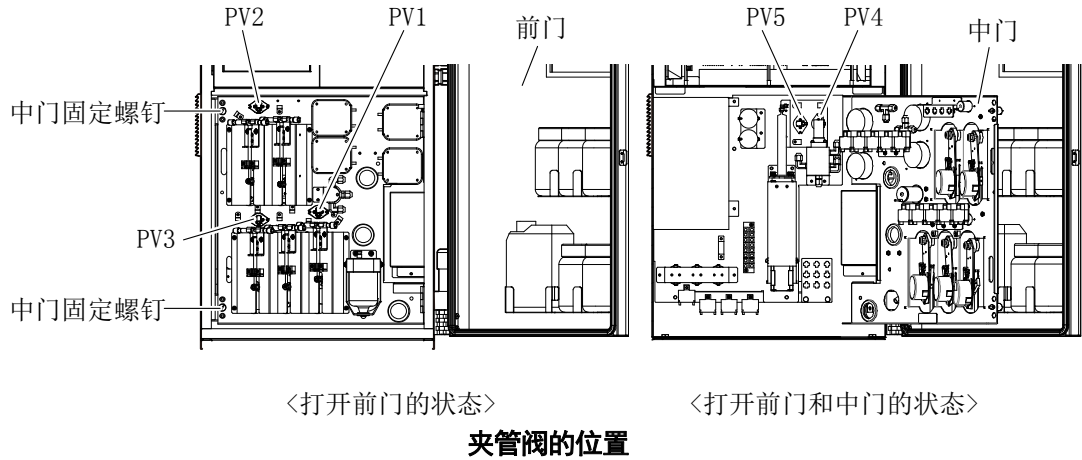 PV2 PV1 前门 PV5 PV4 中门
中门固定螺钉
PV3
中门固定螺钉
<打开前门的状态> <打开前门和中门的状态>
夹管阀的位置